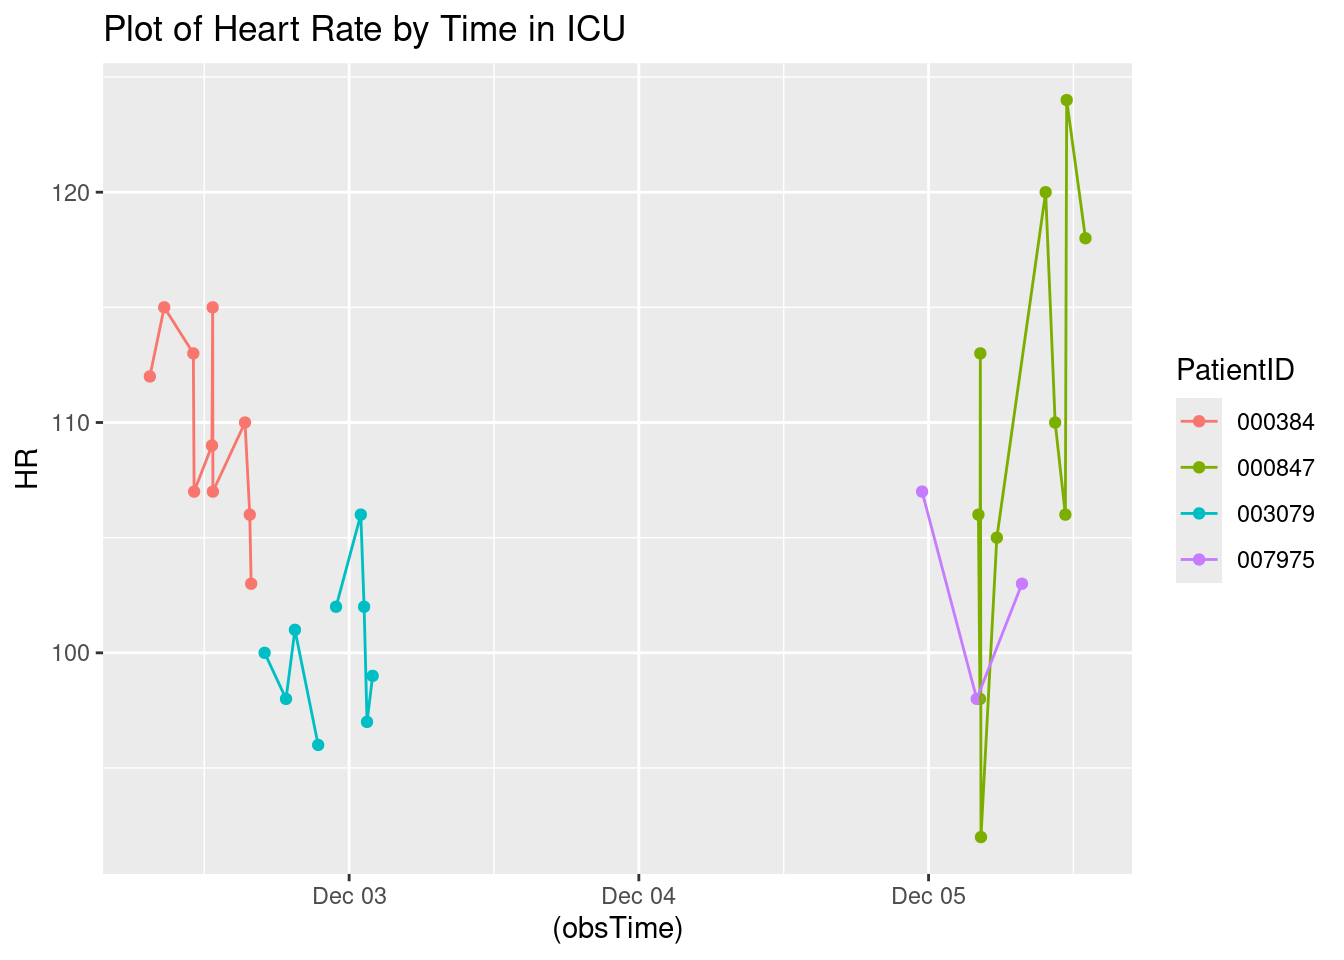 Plot of Heart Rate by Time in ICU
HR
120
110
100
Dec 03
Dec 04
Dec 05
(obsTime)
PatientID
000384
000847
003079
007975